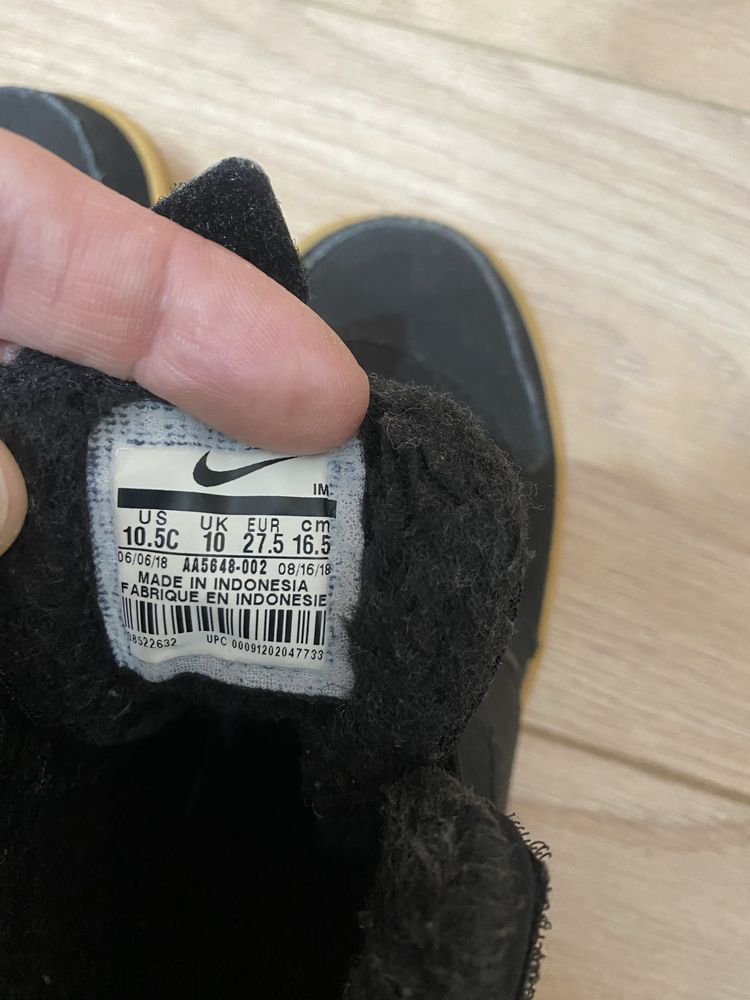 IM
US UK EUR cm
10.5C 10 27.5 16.5
06/06/18 AA5648-002 08/16/18
MADE IN INDONESIA
FABRIQUE EN INDONESIE
08522632 UPC 00091202047733